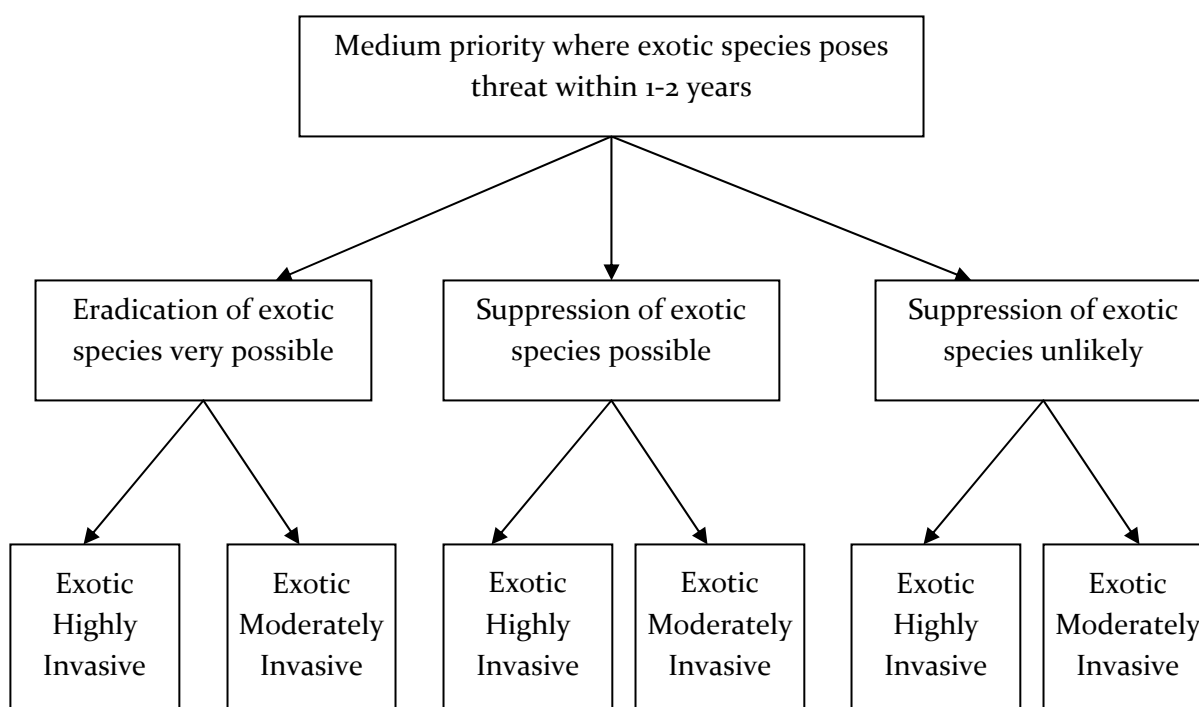 Medium priority where exotic species poses
threat within 1-2 years
Eradication of exotic
species very possible
Suppression of exotic
species possible
Suppression of exotic
species unlikely
Exotic
Highly
Invasive
Exotic
Moderately
Invasive
Exotic
Highly
Invasive
Exotic
Moderately
Invasive
Exotic
Highly
Invasive
Exotic
Moderately
Invasive